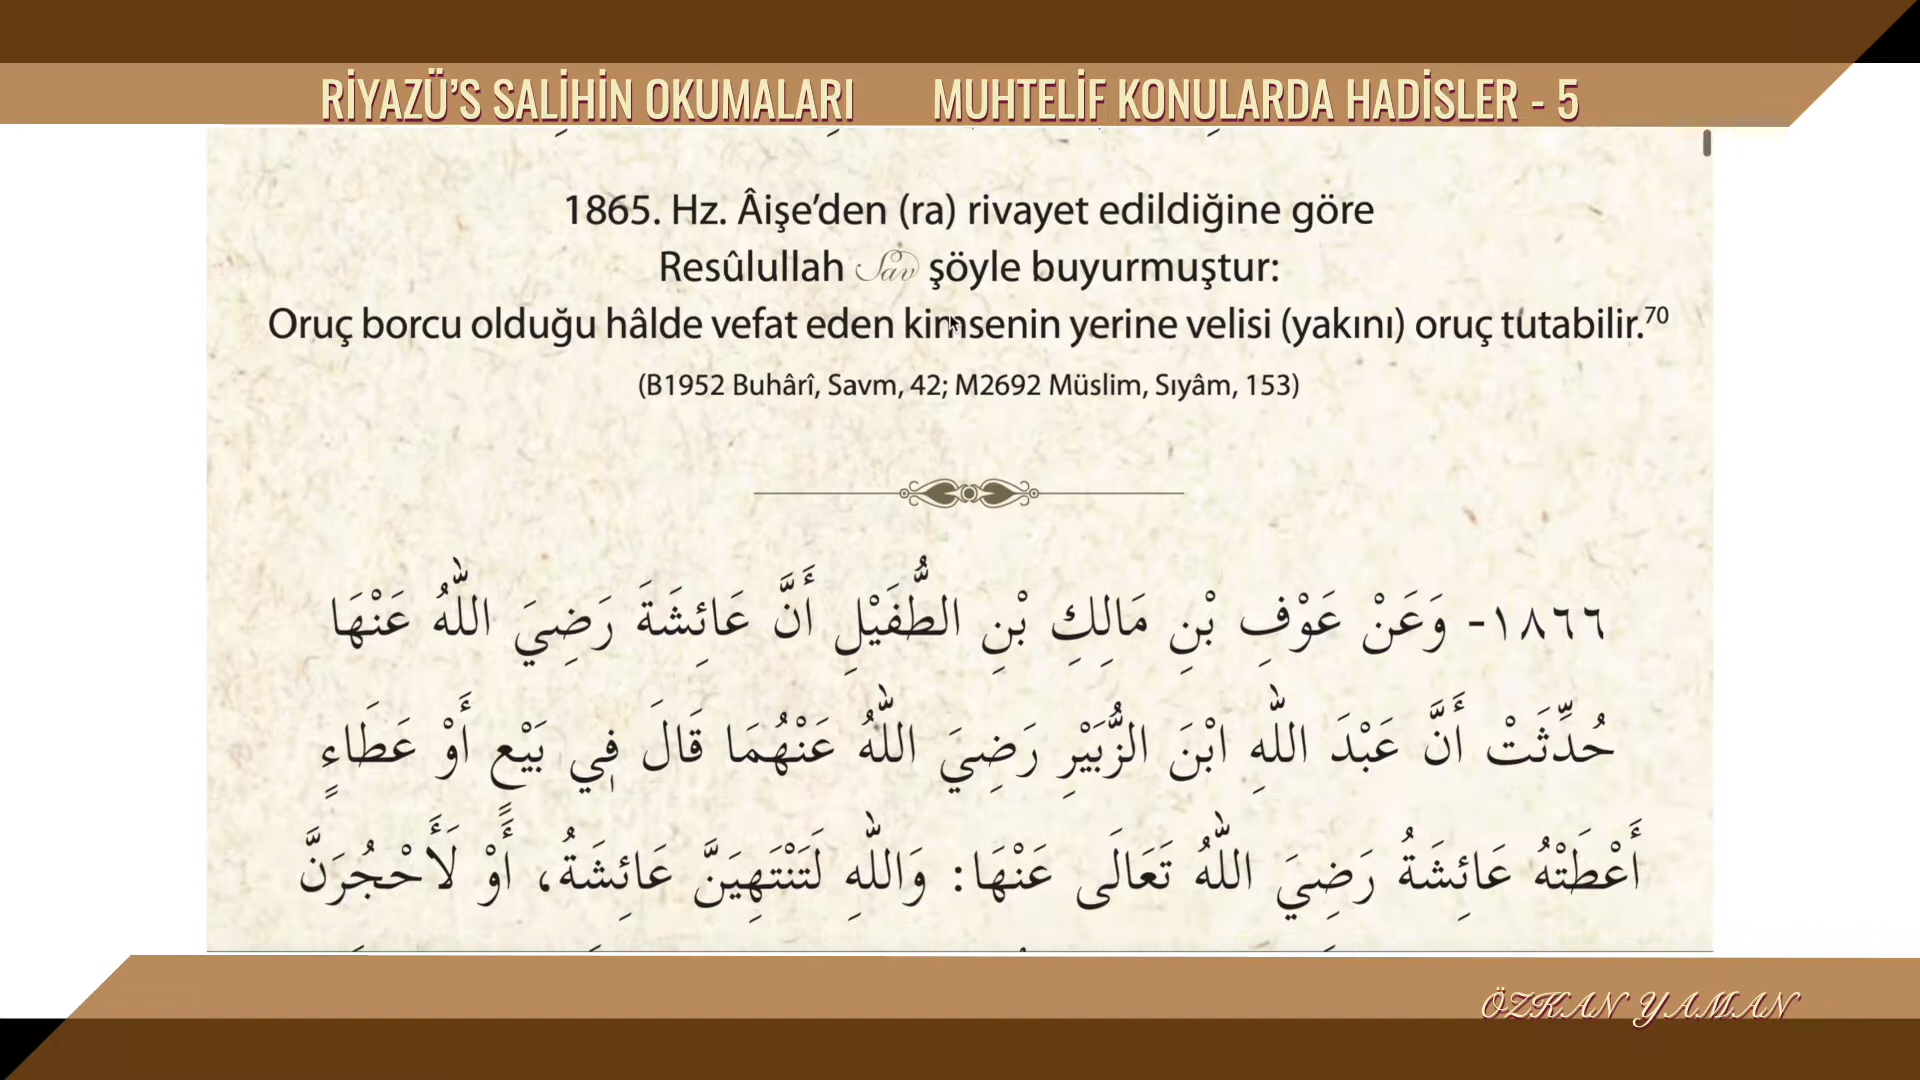 RİYAZÜ’S SALİHİN OKUMALARI MUHTELİF KONULARDA HADİSLER - 5
1865. Hz. Âişe’den (ra) rivayet edildiğine göre
Resûlullah Sav şöyle buyurmuştur:
Oruç borcu olduğu hâlde vefat eden kimsenin yerine velisi (yakını) oruç tutabilir.70
(B1952 Buhârî, Savm, 42; M2692 Müslim, Sıyâm, 153)
١٨٦٦- وَعَنْ عَوْفِ بْنِ مَالِكِ بْنِ الطُّفَيْلِ أَنَّ عَائِشَةَ رَضِيَ اللّٰهُ عَنْهَا
حُدِّثَتْ أَنَّ عَبْدَ اللّٰهِ ابْنَ الزُّبَيْرِ رَضِيَ اللّٰهُ عَنْهُمَا قَالَ فِي بَيْعٍ أَوْ عَطَاءٍ
أَعْطَتْهُ عَائِشَةُ رَضِيَ اللّٰهُ تَعَالَى عَنْهَا: وَاللّٰهِ لَتَنْتَهِيَنَّ عَائِشَةُ، أَوْ لَأَحْجُرَنَّ
ÖZKAN YAMAN